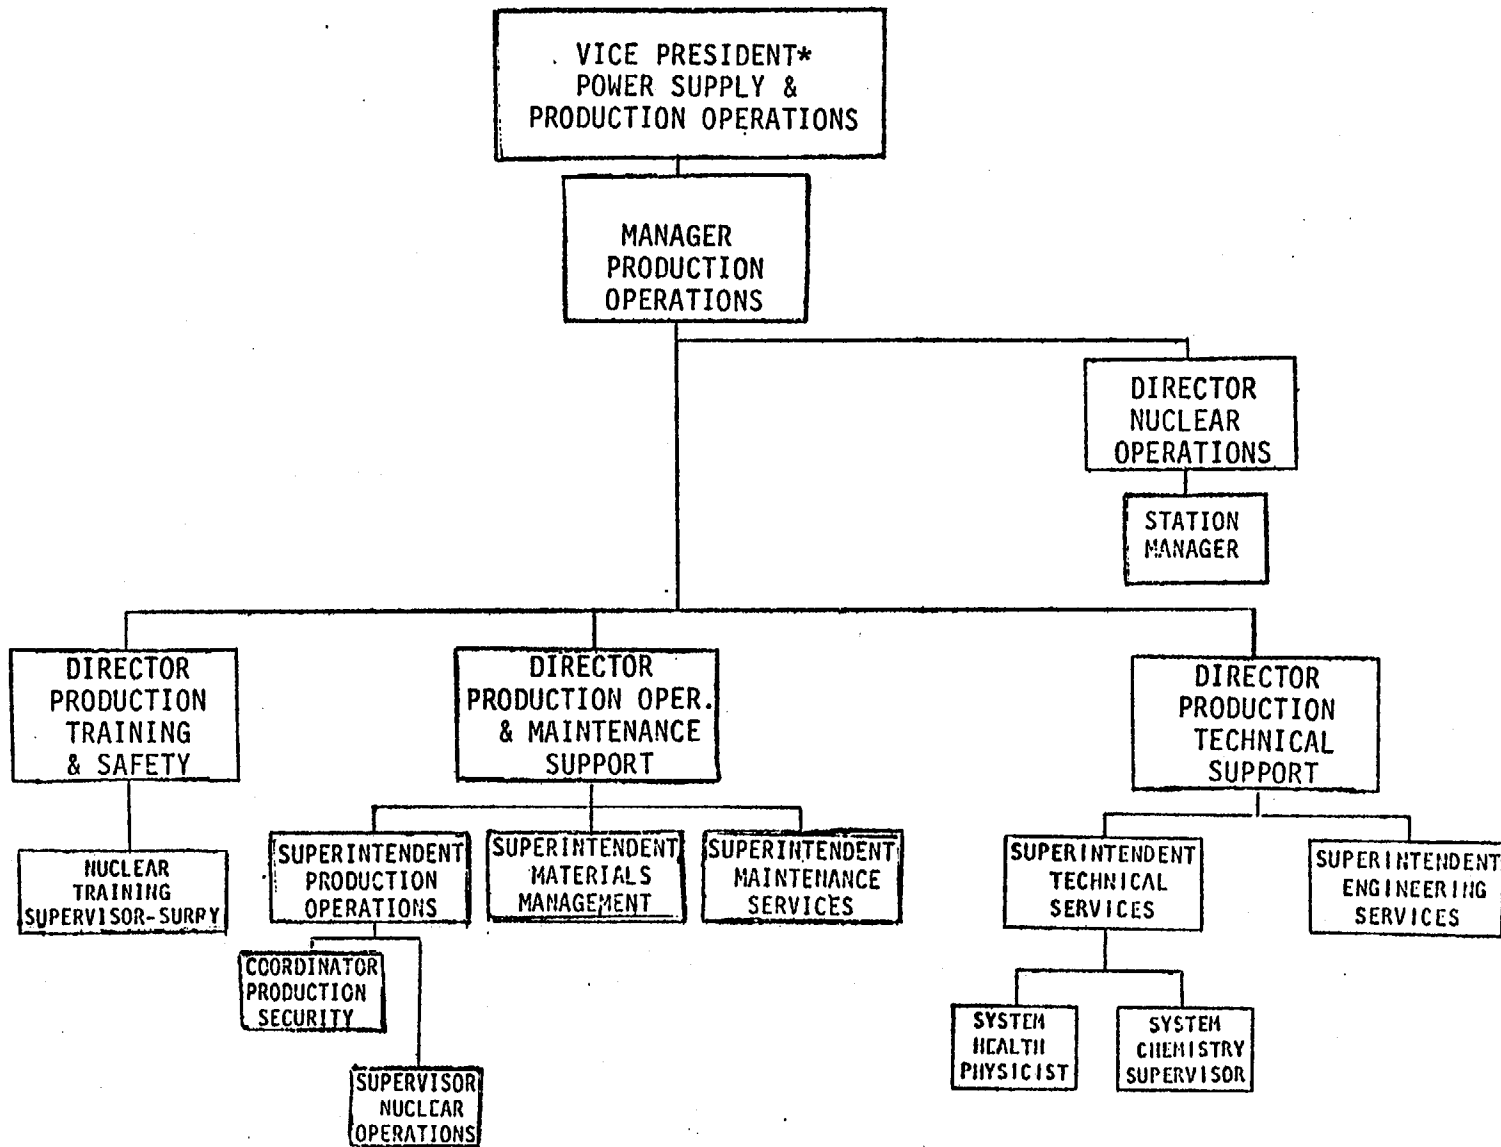 VICE PRESIDENT*
POWER SUPPLY &
PRODUCTION OPERATIONS
MANAGER
PRODUCTION
OPERATIONS
DIRECTOR
NUCLEAR
OPERATIONS
STATION
MANAGER
DIRECTOR
PRODUCTION
TRAINING
& SAFETY
DIRECTOR
PRODUCTION OPER.
& MAINTENANCE
SUPPORT
DIRECTOR
PRODUCTION
TECHNICAL
SUPPORT
NUCLEAR
TRAINING
SUPERVISOR-SURRY
SUPERINTENDENT
PRODUCTION
OPERATIONS
SUPERINTENDENT
MATERIALS
MANAGEMENT
SUPERINTENDENT
MAINTENANCE
SERVICES
SUPERINTENDENT
TECHNICAL
SERVICES
SUPERINTENDENT
ENGINEERING
SERVICES
COORDINATOR
PRODUCTION
SECURITY
SUPERVISOR
NUCLEAR
OPERATIONS
SYSTEM
HEALTH
PHYSICIST
SYSTEM
CHEMISTRY
SUPERVISOR